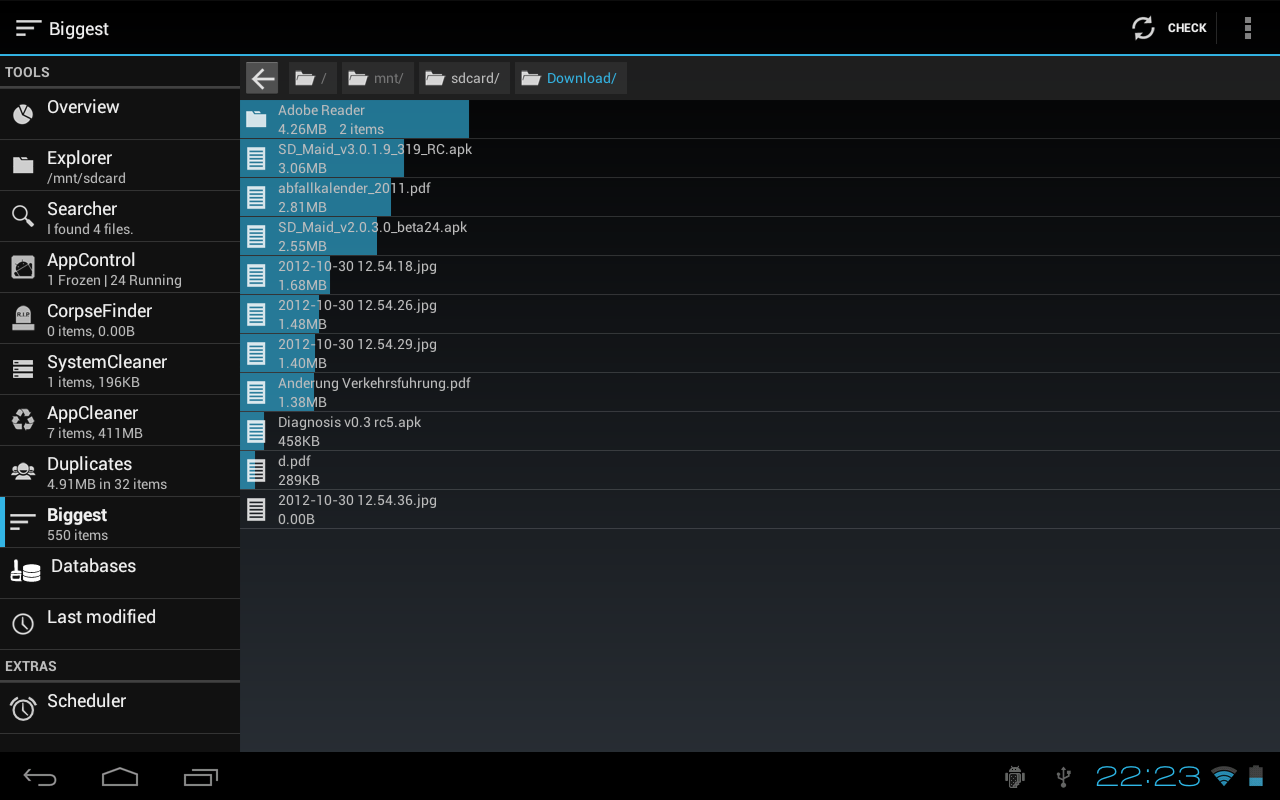 Biggest
CHECK
TOOLS
Overview
Explorer
/mnt/sdcard
Searcher
I found 4 files.
AppControl
1 Frozen | 24 Running
CorpseFinder
0 items, 0.00B
SystemCleaner
1 items, 196KB
AppCleaner
7 items, 411MB
Duplicates
4.91MB in 32 items
Biggest
550 items
Databases
Last modified
EXTRAS
Scheduler
/ mnt/ sdcard/ Download/
Adobe Reader
4.26MB 2 items
SD_Maid_v3.0.1.9_319_RC.apk
3.06MB
abfallkalender_2011.pdf
2.81MB
SD_Maid_v2.0.3.0_beta24.apk
2.55MB
2012-10-30 12.54.18.jpg
1.68MB
2012-10-30 12.54.26.jpg
1.48MB
2012-10-30 12.54.29.jpg
1.40MB
Anderung Verkehrsfuhrung.pdf
1.38MB
Diagnosis v0.3 rc5.apk
458KB
d.pdf
289KB
2012-10-30 12.54.36.jpg
0.00B
22:23